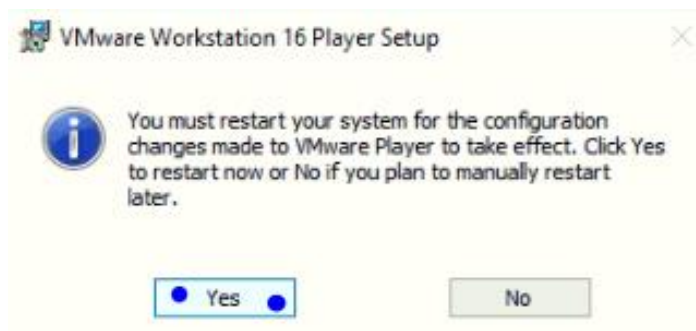 VMware Workstation 16 Player Setup
You must restart your system for the configuration
changes made to VMware Player to take effect. Click Yes
to restart now or No if you plan to manually restart
later.
Yes
No